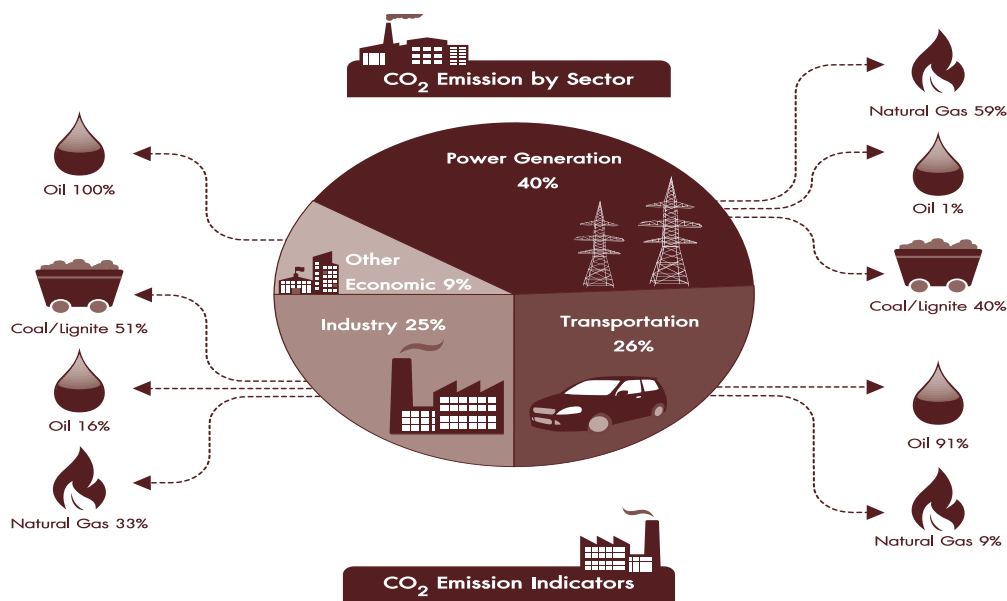 CO₂ Emission by Sector
Natural Gas 59%
Power Generation
40%
Oil 100%
Oil 1%
Other
Economic 9%
Coal/Lignite 40%
Coal/Lignite 51%
Industry 25%
Transportation
26%
Oil 16%
Oil 91%
Natural Gas 33%
Natural Gas 9%
CO₂ Emission Indicators